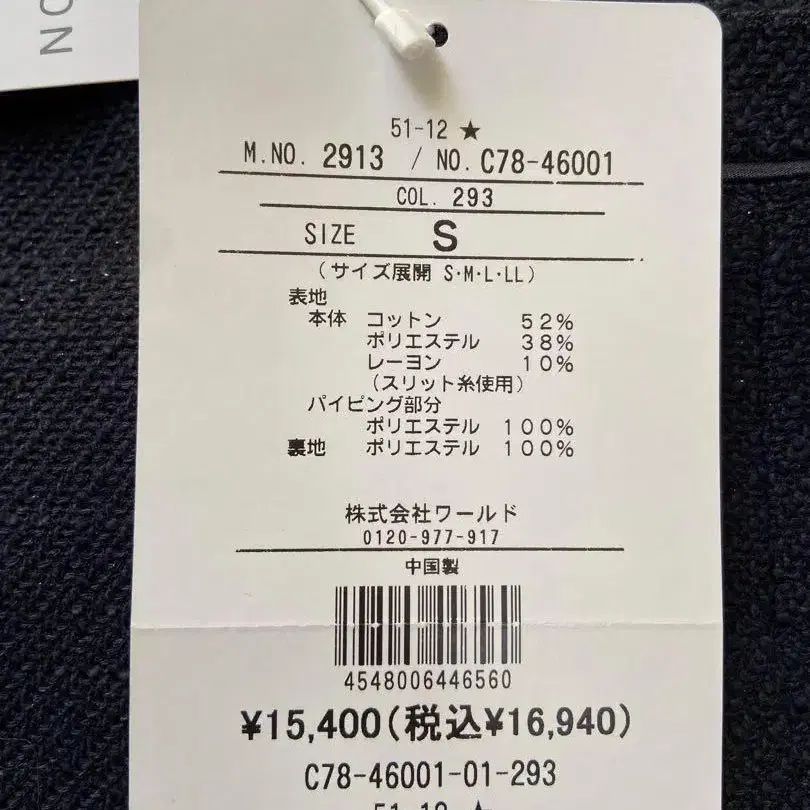 NO
51-12 ★
M.NO. 2913 / NO. C78-46001
COL. 293
SIZE S
(サイズ展開 S・M・L・LL)
表地
本体 コットン 52%
ポリエステル 38%
レーヨン 10%
(スリット糸使用)
パイピング部分
ポリエステル 100%
裏地 ポリエステル 100%
株式会社ワールド
0120-977-917
中国製
4548006446560
¥15,400(税込¥16,940)
C78-46001-01-293
51-12 ★